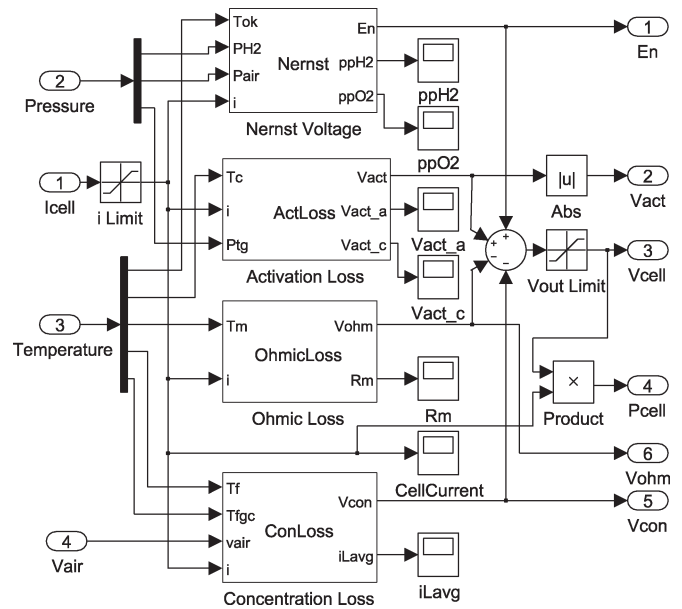 Tok
PH2
Pair
i
Nernst
En
ppH2
ppO2
Nernst Voltage
1
En
2
Pressure
ppH2
ppO2
1
Icell
i Limit
Tc
i
Ptg
ActLoss
Vact
Vact_a
Vact_c
Activation Loss
Vact_a
Vact_c
|u|
Abs
2
Vact
+
+
−
−
Vout Limit
3
Vcell
3
Temperature
Tm
i
OhmicLoss
Vohm
Rm
Ohmic Loss
Rm
×
Product
4
Pcell
CellCurrent
6
Vohm
5
Vcon
Tf
Tfgc
vair
i
ConLoss
Vcon
iLavg
Concentration Loss
iLavg
4
Vair